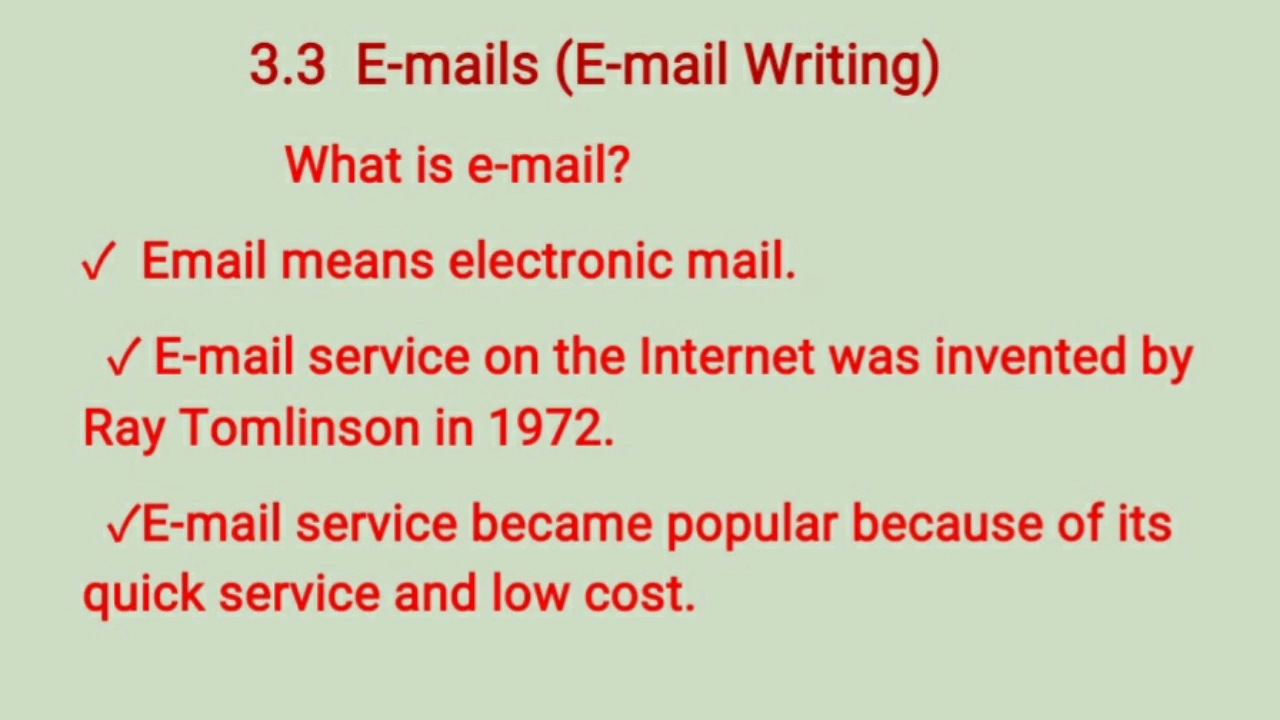 3.3 E-mails (E-mail Writing)
What is e-mail?
✓ Email means electronic mail.
✓ E-mail service on the Internet was invented by
Ray Tomlinson in 1972.
✓E-mail service became popular because of its
quick service and low cost.